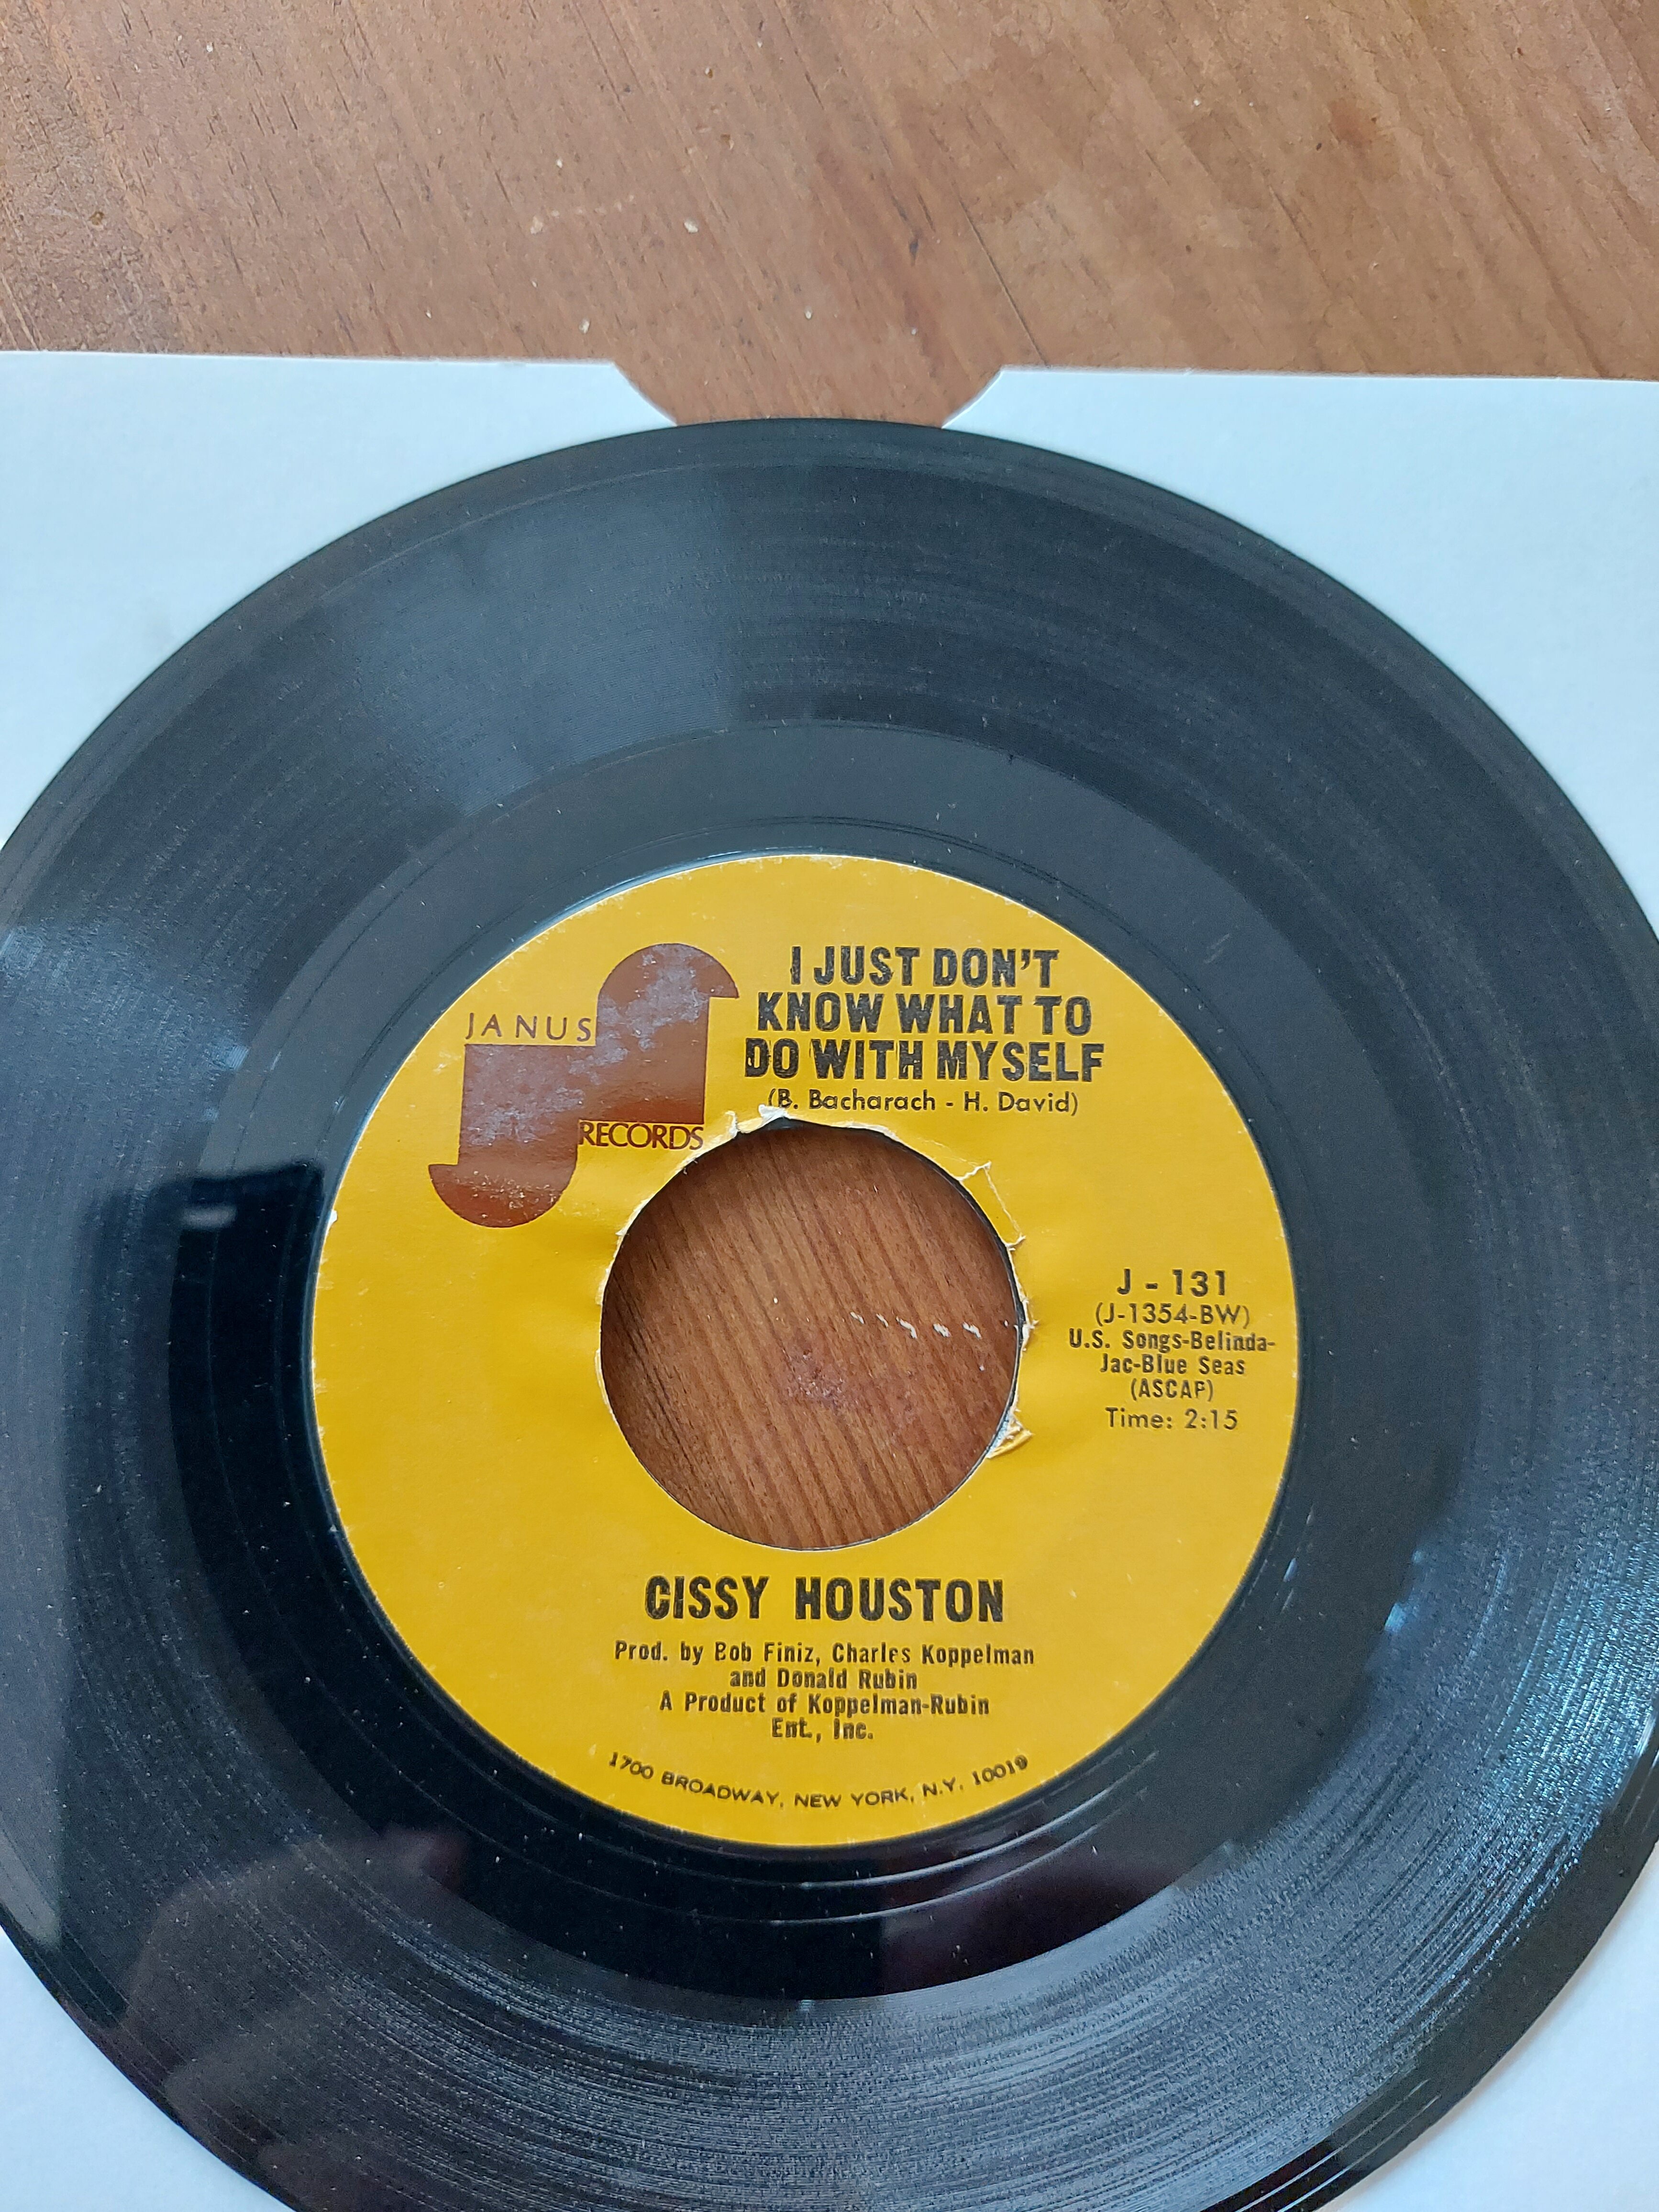 JANUS
RECORDS
I JUST DON'T
KNOW WHAT TO
DO WITH MYSELF
(B. Bacharach - H. David)
J - 131
(J-1354-BW)
U.S. Songs-Belinda-
Jac-Blue Seas
(ASCAP)
Time: 2:15
CISSY HOUSTON
Prod. by Bob Finiz, Charles Koppelman
and Donald Rubin
A Product of Koppelman-Rubin
Ent., Inc.
1700 BROADWAY, NEW YORK, N.Y. 10019